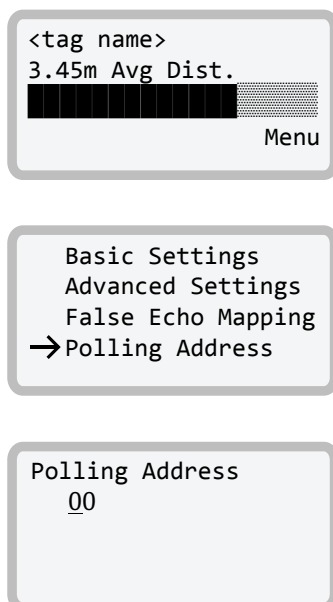 <tag name>
3.45m Avg Dist.
Menu
Basic Settings
Advanced Settings
False Echo Mapping
→Polling Address
Polling Address
00